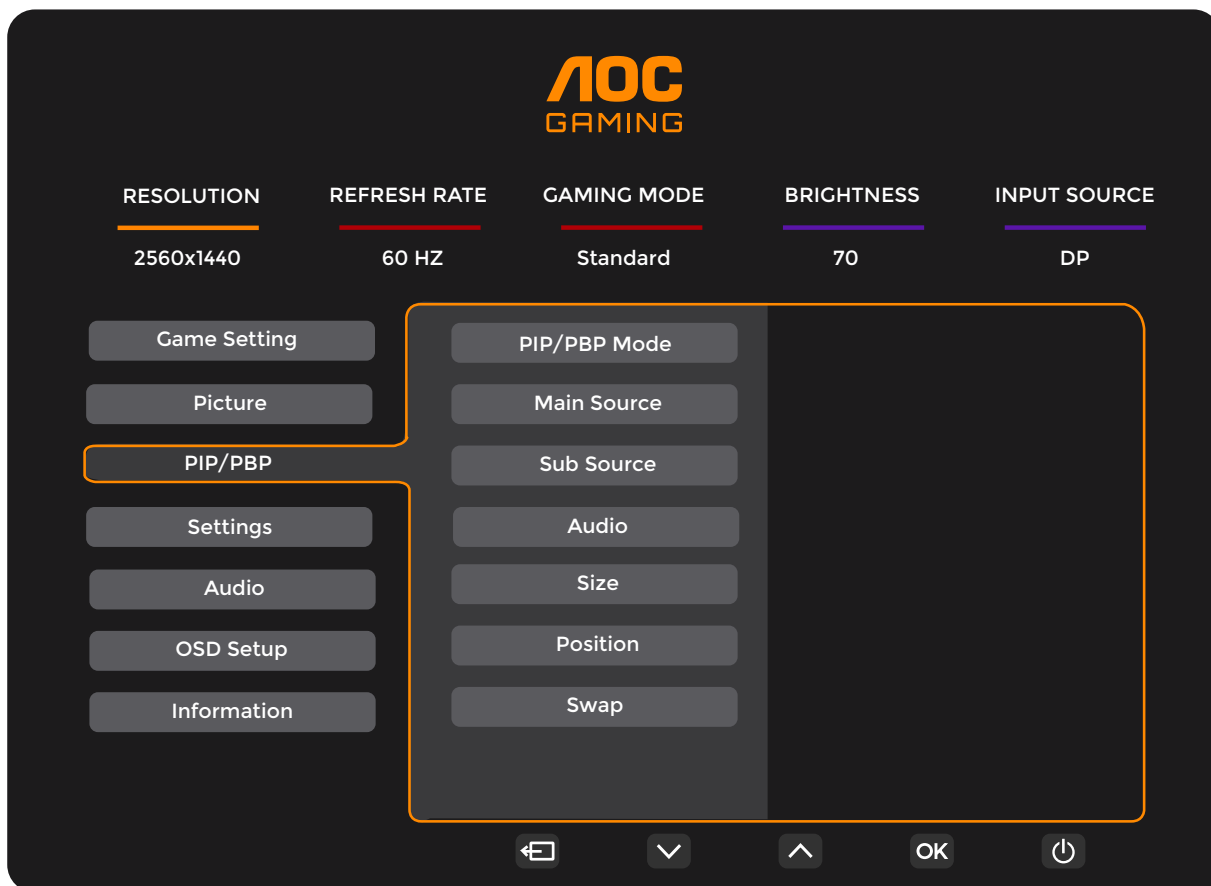 AOC
GAMING
RESOLUTION REFRESH RATE GAMING MODE BRIGHTNESS INPUT SOURCE
2560x1440 60 HZ Standard 70 DP
Game Setting
Picture
PIP/PBP
Settings
Audio
OSD Setup
Information
PIP/PBP Mode
Main Source
Sub Source
Audio
Size
Position
Swap
OK